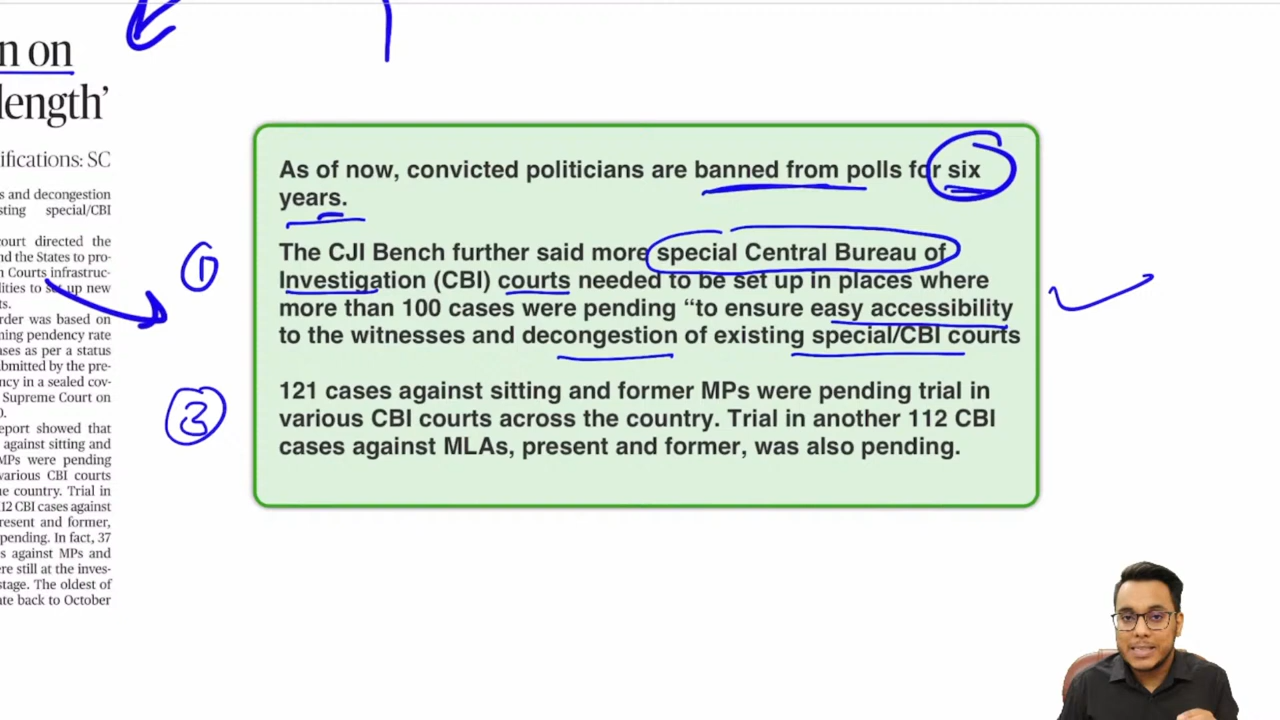 n on
length’
ifications: SC
s and decongestion
sting special/CBI
ourt directed the
nd the States to pro-
n Courts infrastruc-
lities to set up new
ts.
rder was based on
ning pendency rate
ases as per a status
ubmitted by the pre-
ncy in a sealed cov-
Supreme Court on
0.
eport showed that
against sitting and
MPs were pending
various CBI courts
he country. Trial in
12 CBI cases against
resent and former,
pending. In fact, 37
s against MPs and
re still at the inves-
stage. The oldest of
ate back to October
As of now, convicted politicians are banned from polls for six
years.
1
The CJI Bench further said more special Central Bureau of
Investigation (CBI) courts needed to be set up in places where
more than 100 cases were pending “to ensure easy accessibility
to the witnesses and decongestion of existing special/CBI courts
2
121 cases against sitting and former MPs were pending trial in
various CBI courts across the country. Trial in another 112 CBI
cases against MLAs, present and former, was also pending.